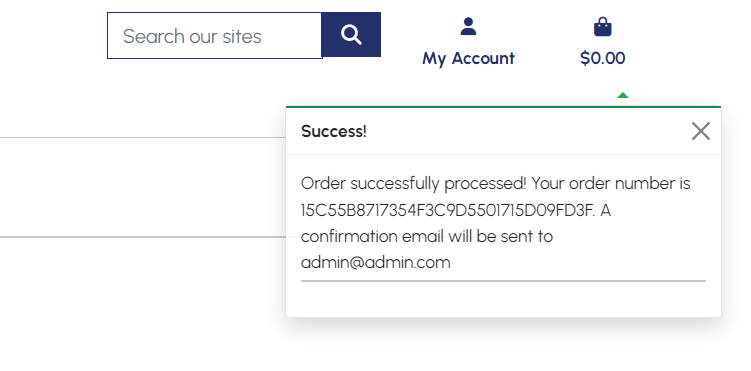 Search our sites
My Account
$0.00
Success!
Order successfully processed! Your order number is
15C55B8717354F3C9D5501715D09FD3F. A
confirmation email will be sent to
admin@admin.com